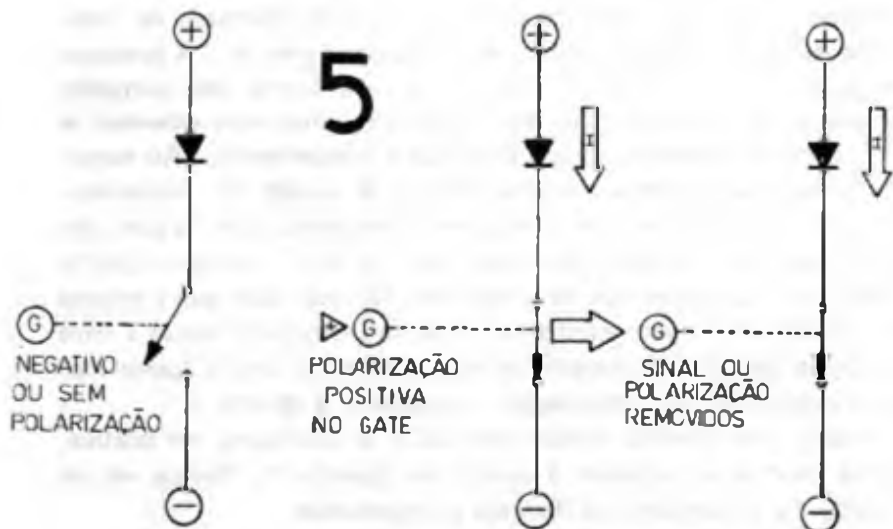 5
+
+
+
I
I
G
+
G
G
NEGATIVO
OU SEM
POLARIZAÇÃO
POLARIZAÇÃO
POSITIVA
NO GATE
SINAL OU
POLARIZAÇÃO
REMOVIDOS
−
−
−